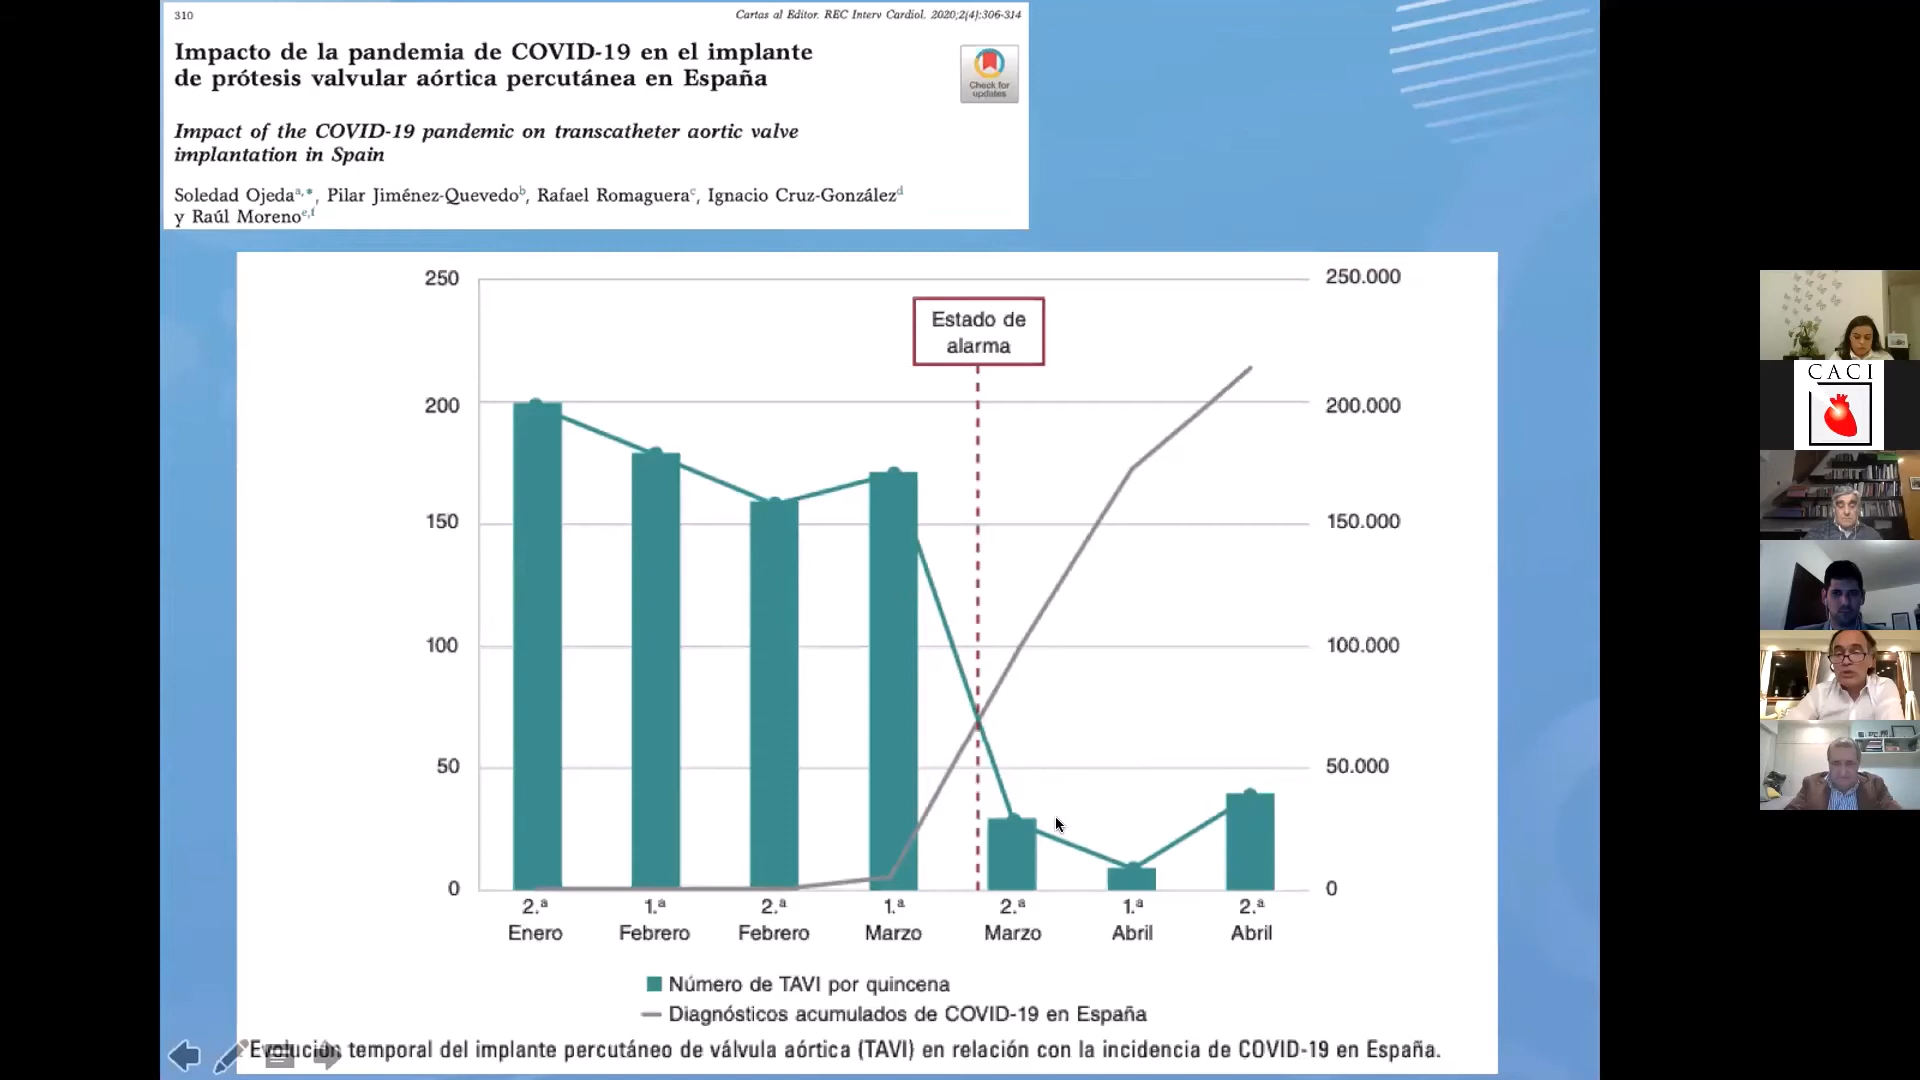 310
Cartas al Editor. REC Interv Cardiol. 2020;2(4):306-314
Impacto de la pandemia de COVID-19 en el implante
de prótesis valvular aórtica percutánea en España
Check for
updates
Impact of the COVID-19 pandemic on transcatheter aortic valve
implantation in Spain
Soledad Ojedaa,*, Pilar Jiménez-Quevedob, Rafael Romaguerac, Ignacio Cruz-Gonzálezd
y Raúl Morenoe,f
250
200
150
100
50
0
Estado de
alarma
250.000
200.000
150.000
100.000
50.000
0
2.ª 1.ª 2.ª 1.ª 2.ª 1.ª 2.ª
Enero Febrero Febrero Marzo Marzo Abril Abril
Número de TAVI por quincena
Diagnósticos acumulados de COVID-19 en España
Evolución temporal del implante percutáneo de válvula aórtica (TAVI) en relación con la incidencia de COVID-19 en España.
CACI